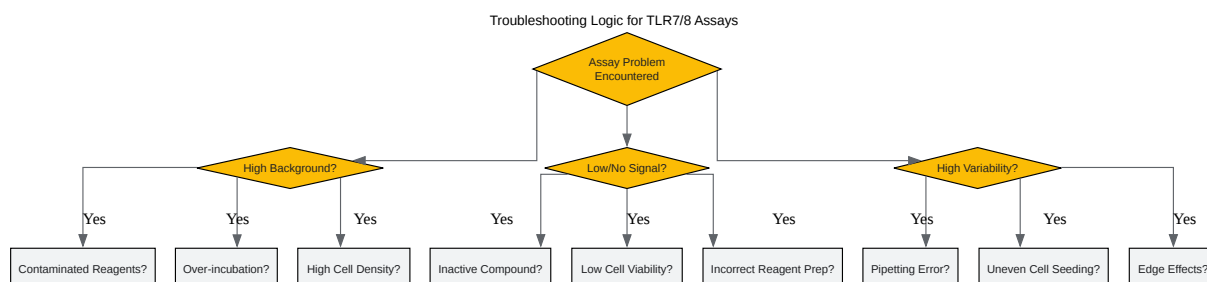 Troubleshooting Logic for TLR7/8 Assays
Assay Problem
Encountered
High Background?
Low/No Signal?
High Variability?
Yes
Yes
Yes
Yes
Yes
Yes
Yes
Yes
Yes
Contaminated Reagents?
Over-incubation?
High Cell Density?
Inactive Compound?
Low Cell Viability?
Incorrect Reagent Prep?
Pipetting Error?
Uneven Cell Seeding?
Edge Effects?